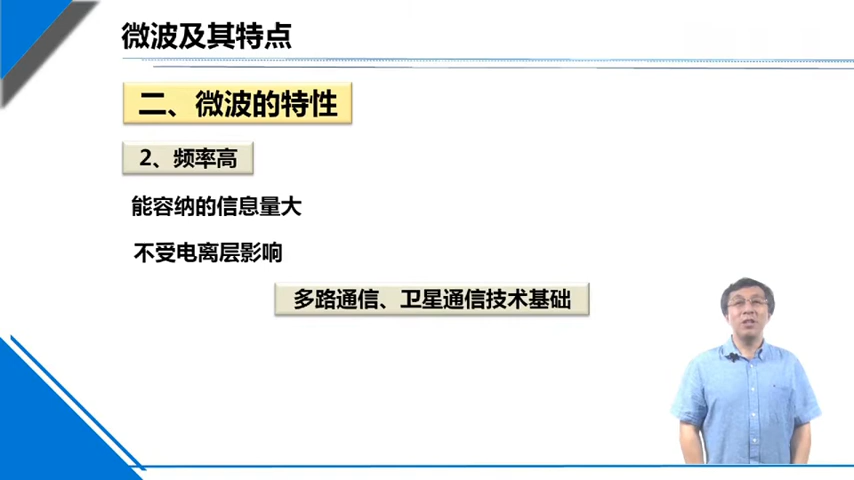 微波及其特点
二、微波的特性
2、频率高
能容纳的信息量大
不受电离层影响
多路通信、卫星通信技术基础